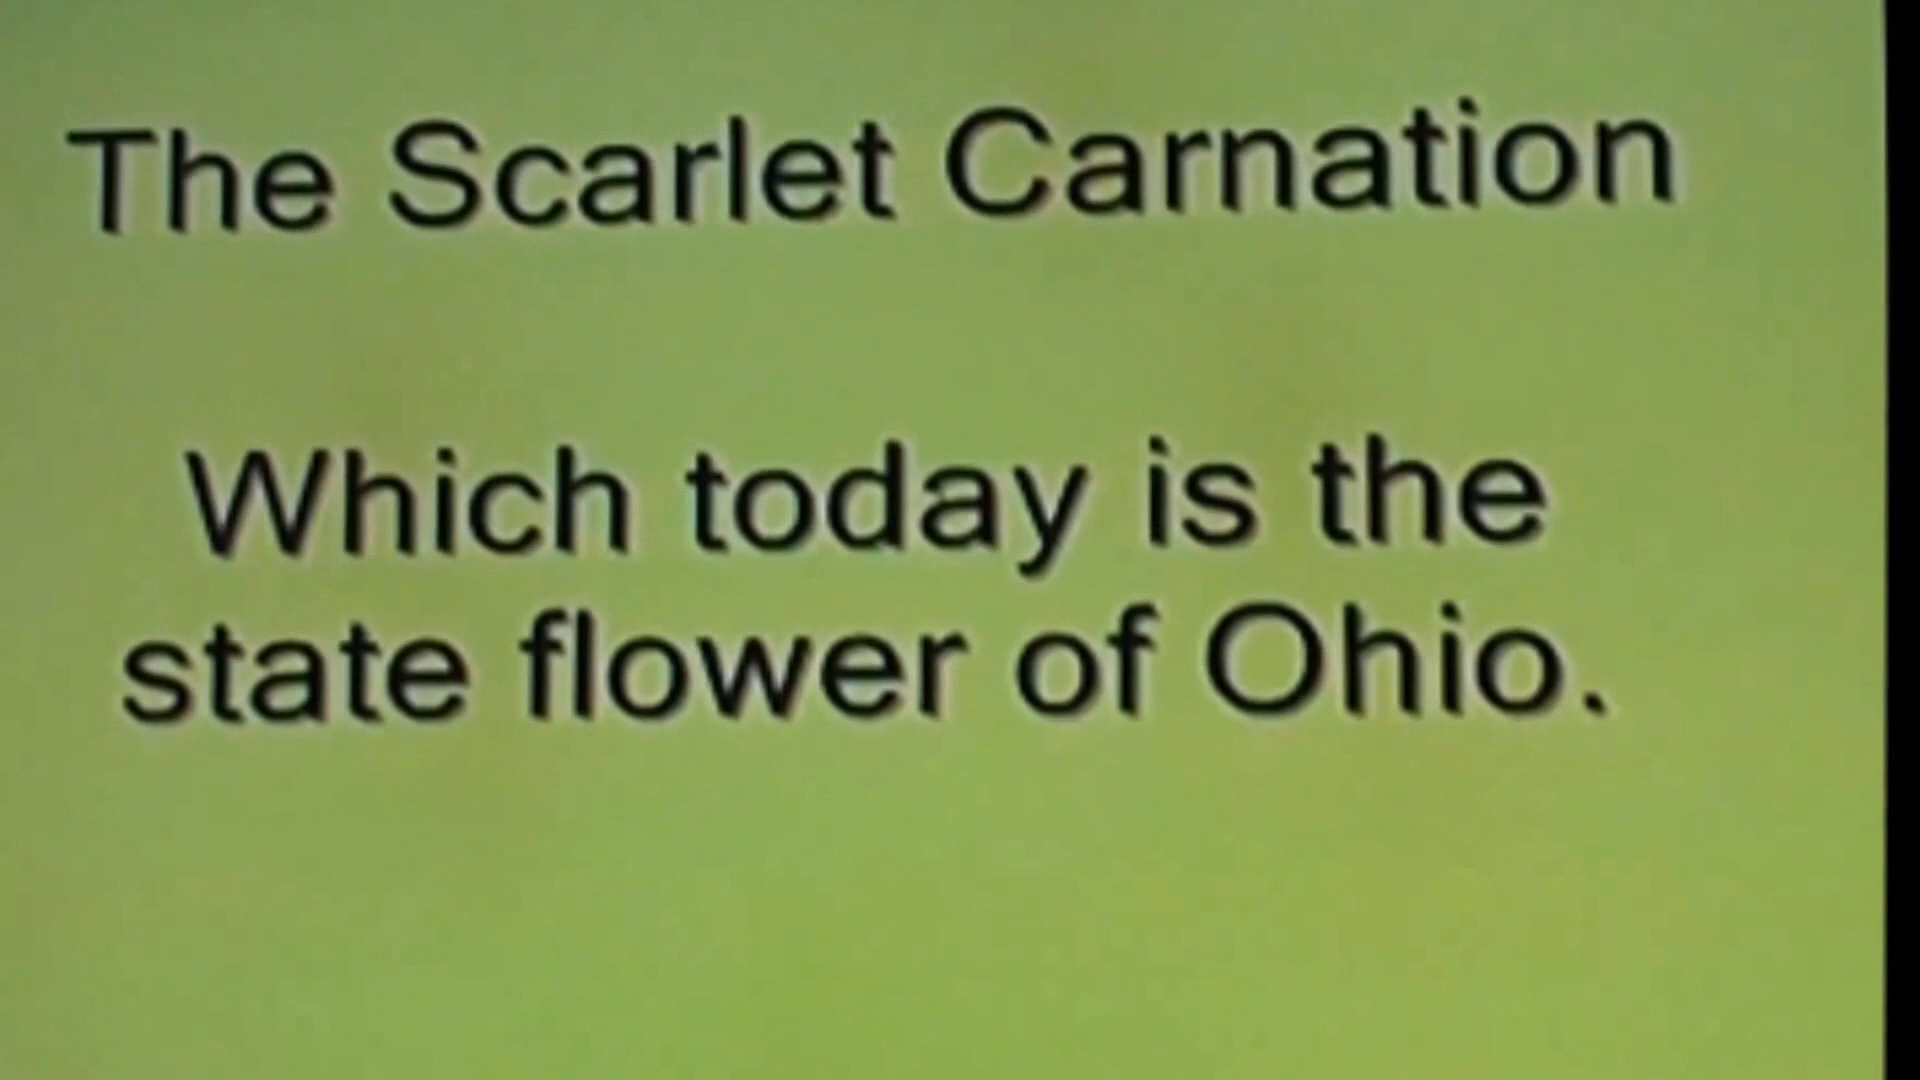 The Scarlet Carnation
Which today is the
state flower of Ohio.